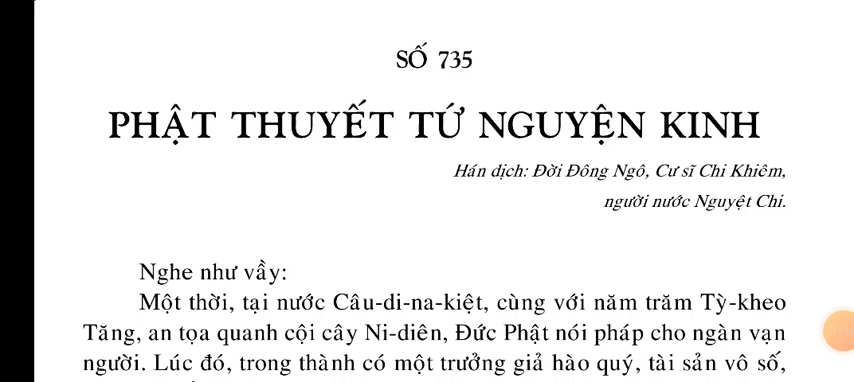 SỐ 735
PHẬT THUYẾT TỨ NGUYỆN KINH
Hán dịch: Đời Đông Ngô, Cư sĩ Chi Khiêm,
người nước Nguyệt Chi.
Nghe như vầy:
Một thời, tại nước Câu-di-na-kiệt, cùng với năm trăm Tỳ-kheo
Tăng, an tọa quanh cội cây Ni-diên, Đức Phật nói pháp cho ngàn vạn
người. Lúc đó, trong thành có một trưởng giả hào quý, tài sản vô số,